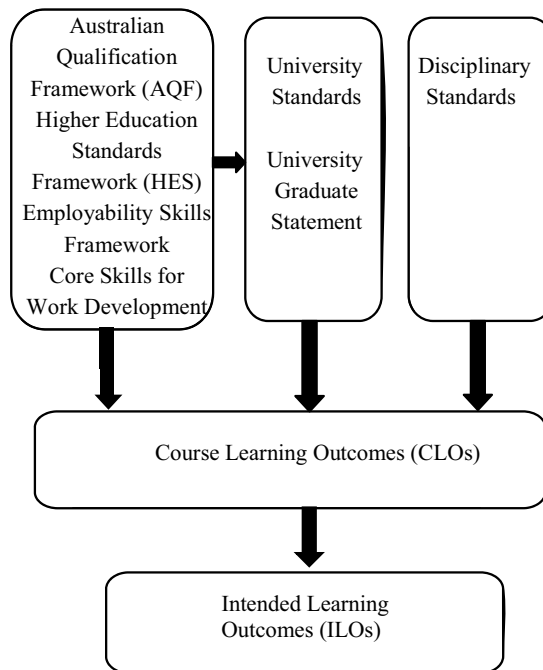 Australian
Qualification
Framework (AQF)
Higher Education
Standards
Framework (HES)
Employability Skills
Framework
Core Skills for
Work Development
University
Standards
University
Graduate
Statement
Disciplinary
Standards
Course Learning Outcomes (CLOs)
Intended Learning
Outcomes (ILOs)